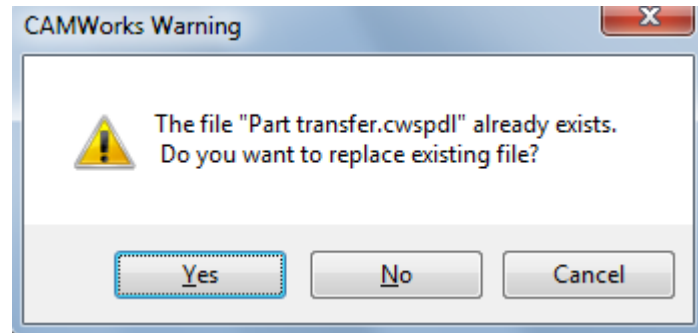 CAMWorks Warning
The file "Part transfer.cwspdl" already exists.
Do you want to replace existing file?
Yes
No
Cancel